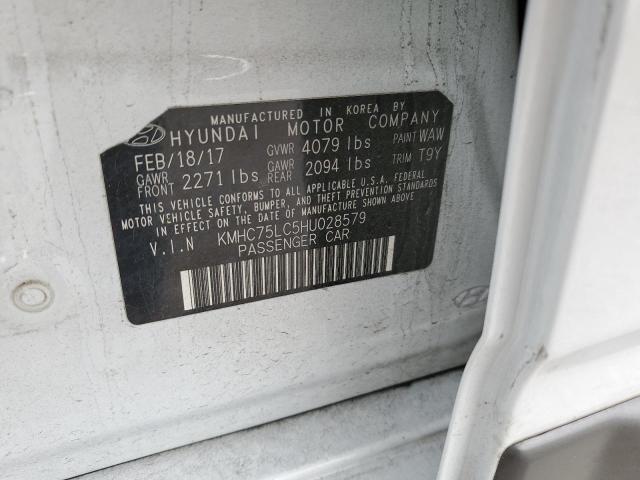 MANUFACTURED IN KOREA BY
HYUNDAI MOTOR COMPANY
FEB/18/17 GVWR 4079 lbs PAINT WAW
GAWR FRONT 2271 lbs GAWR REAR 2094 lbs TRIM T9Y
THIS VEHICLE CONFORMS TO ALL APPLICABLE U.S.A. FEDERAL
MOTOR VEHICLE SAFETY, BUMPER, AND THEFT PREVENTION STANDARDS
IN EFFECT ON THE DATE OF MANUFACTURE SHOWN ABOVE.
V.I.N KMHC75LC5HU028579
PASSENGER CAR